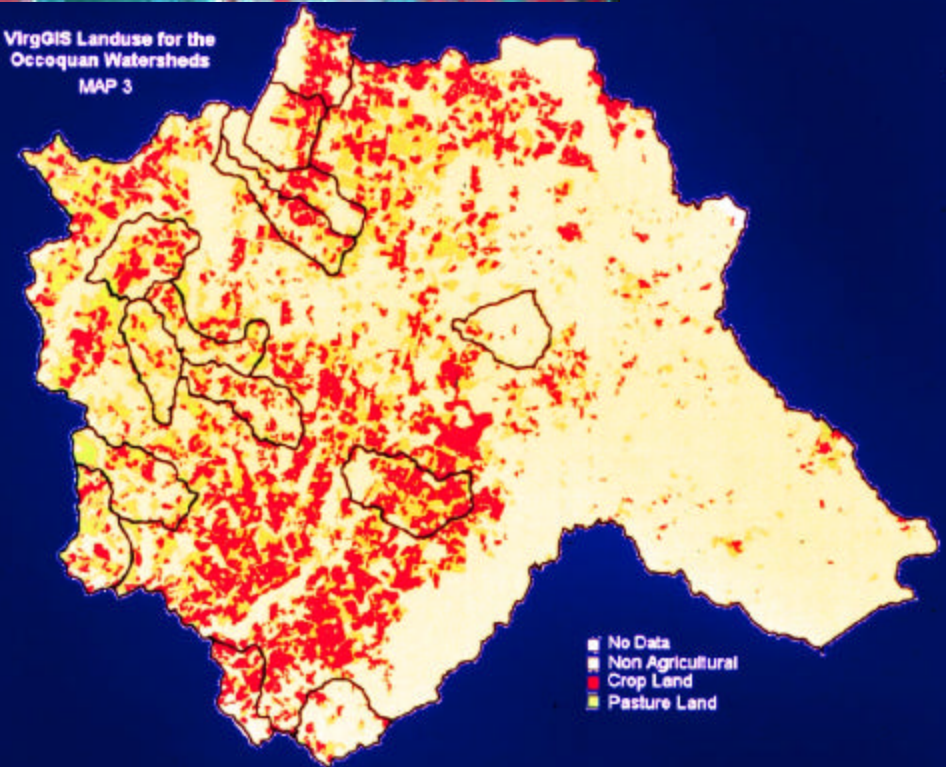 VirgGIS Landuse for the
Occoquan Watersheds
MAP 3
No Data
Non Agricultural
Crop Land
Pasture Land